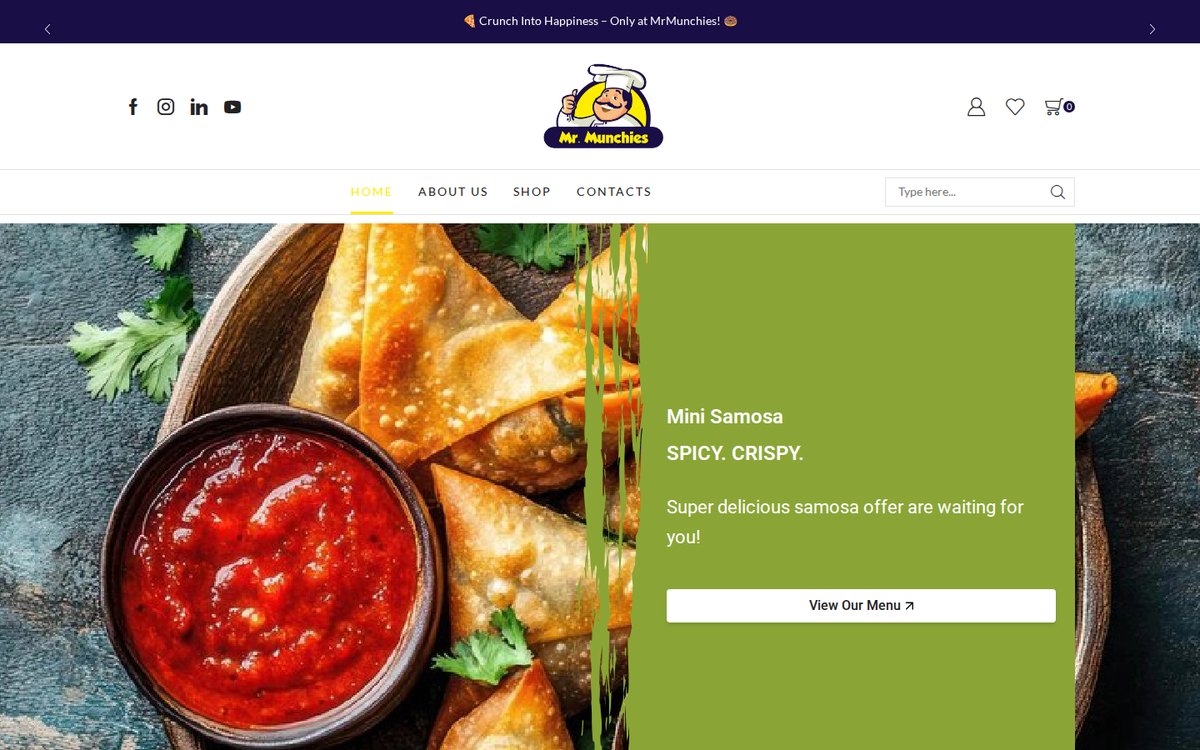 🍕 Crunch Into Happiness – Only at MrMunchies! 🍩
Mr. Munchies
0
HOME
ABOUT US
SHOP
CONTACTS
Type here...
Mini Samosa
SPICY. CRISPY.
Super delicious samosa offer are waiting for
you!
View Our Menu